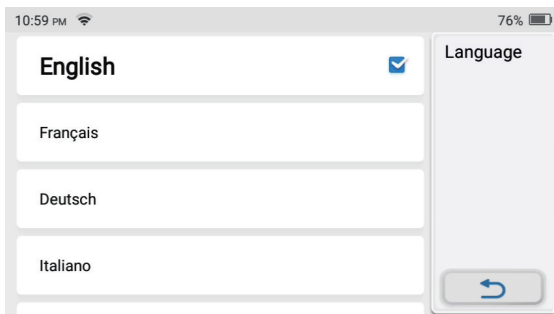 10:59 PM
76%
English
Language
Français
Deutsch
Italiano